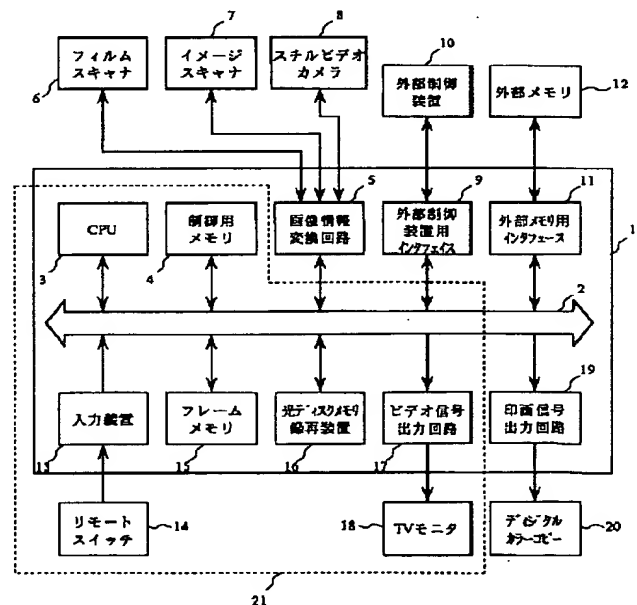 7
8
フィルム
スキャナ
イメージ
スキャナ
スチルビデオ
カメラ
10
外部制御
装置
外部メモリ
12
6
5
9
11
CPU
制御用
メモリ
画像情報
変換回路
外部制御
装置用
インタフェイス
外部メモリ用
インタフェース
1
3
4
2
19
入力装置
フレーム
メモリ
光ディスクメモリ
録再装置
ビデオ信号
出力回路
印画信号
出力回路
13
15
16
17
リモート
スイッチ
14
18
TVモニタ
ディジタル
カラーコピー
20
21